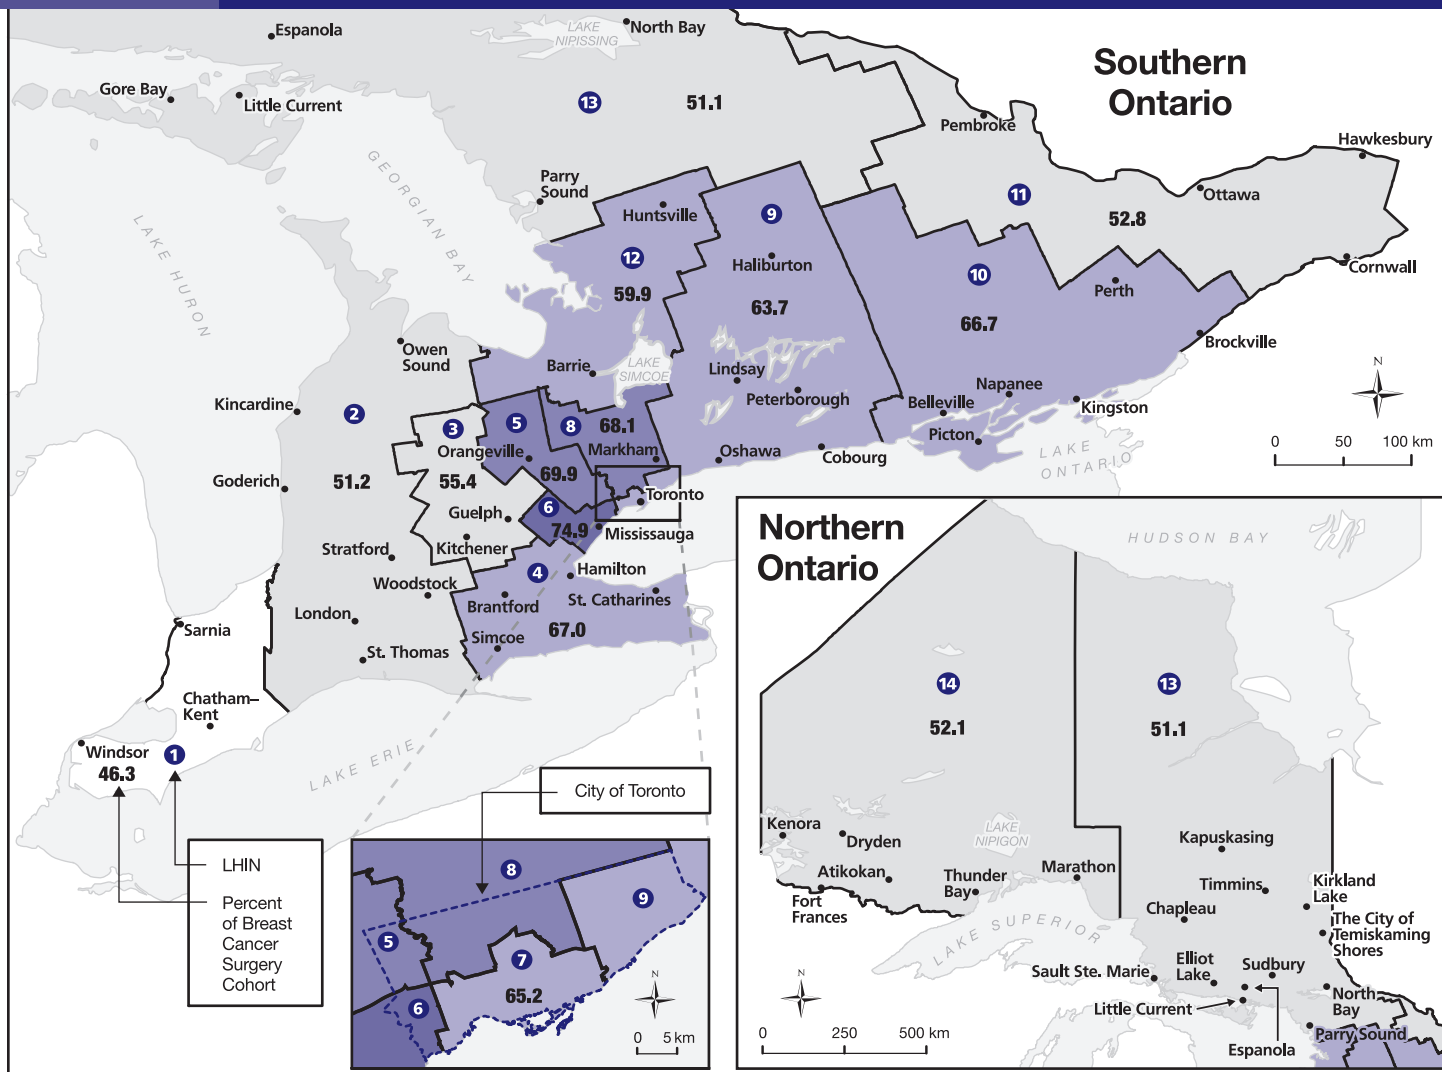 Southern
Ontario
Espanola
North Bay
LAKE
NIPISSING
Gore Bay
Little Current
13
51.1
Pembroke
Hawkesbury
Parry
Sound
GEORGIAN BAY
LAKE HURON
Huntsville
9
11
Ottawa
52.8
12
Haliburton
10
Perth
Cornwall
59.9
63.7
66.7
Brockville
Owen
Sound
Barrie
LAKE
SIMCOE
Lindsay
Peterborough
Napanee
Belleville
Kingston
Picton
N
0 50 100 km
Kincardine
2
3
5
8
68.1
Orangeville
Markham
Oshawa
Cobourg
LAKE
ONTARIO
Goderich
51.2
55.4
69.9
Toronto
Guelph
6
74.9
Mississauga
Stratford
Kitchener
4
Hamilton
Woodstock
Brantford
St. Catharines
London
67.0
Simcoe
Sarnia
St. Thomas
Chatham–
Kent
Windsor
1
46.3
LAKE ERIE
LHIN
Percent
of Breast
Cancer
Surgery
Cohort
City of Toronto
8
9
5
7
65.2
6
N
0 5 km
Northern
Ontario
HUDSON BAY
14
52.1
13
51.1
Kenora
Dryden
LAKE
NIPIGON
Kapuskasing
Atikokan
Thunder
Bay
Marathon
Timmins
Kirkland
Lake
Fort
Frances
Chapleau
The City of
Temiskaming
Shores
LAKE SUPERIOR
Sault Ste. Marie
Elliot
Lake
Sudbury
North
Bay
Little Current
Parry Sound
Espanola
N
0 250 500 km